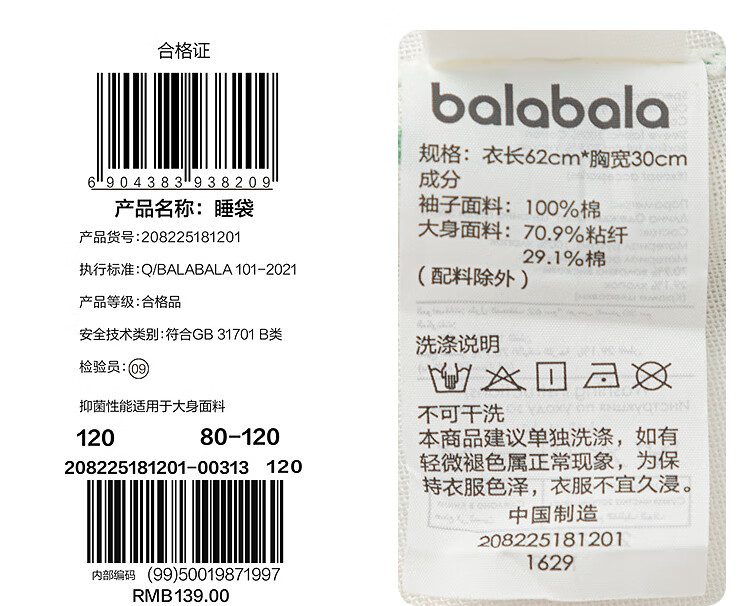 合格证
6 904383 938209
产品名称：睡袋
产品货号：208225181201
执行标准：Q/BALABALA 101-2021
产品等级：合格品
安全技术类别：符合GB 31701 B类
检验员：09
抑菌性能适用于大身面料
120 80-120
208225181201-00313 120
内部编码 (99)50019871997
RMB139.00
balabala
规格：衣长62cm*胸宽30cm
成分
袖子面料：100%棉
大身面料：70.9%粘纤
29.1%棉
（配料除外）
洗涤说明
不可干洗
本商品建议单独洗涤，如有
轻微褪色属正常现象，为保
持衣服色泽，衣服不宜久浸。
中国制造
208225181201
1629